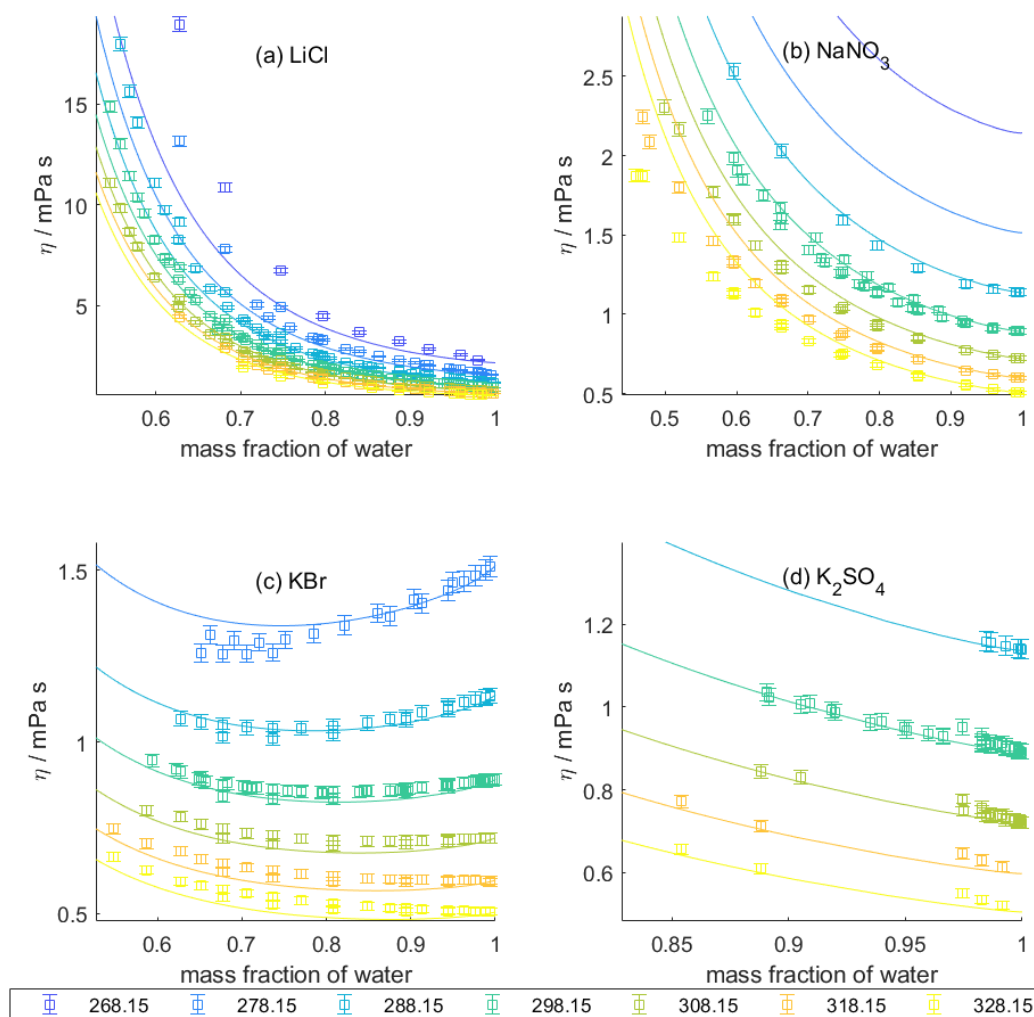 (a) LiCl
(b) NaNO3
15
10
5
η / mPa s
0.6
0.7
0.8
0.9
1
mass fraction of water
2.5
2
1.5
1
0.5
η / mPa s
0.5
0.6
0.7
0.8
0.9
1
mass fraction of water
(c) KBr
(d) K2SO4
1.5
1
0.5
η / mPa s
0.6
0.7
0.8
0.9
1
mass fraction of water
1.2
1
0.8
0.6
η / mPa s
0.85
0.9
0.95
1
mass fraction of water
268.15 278.15 288.15 298.15 308.15 318.15 328.15